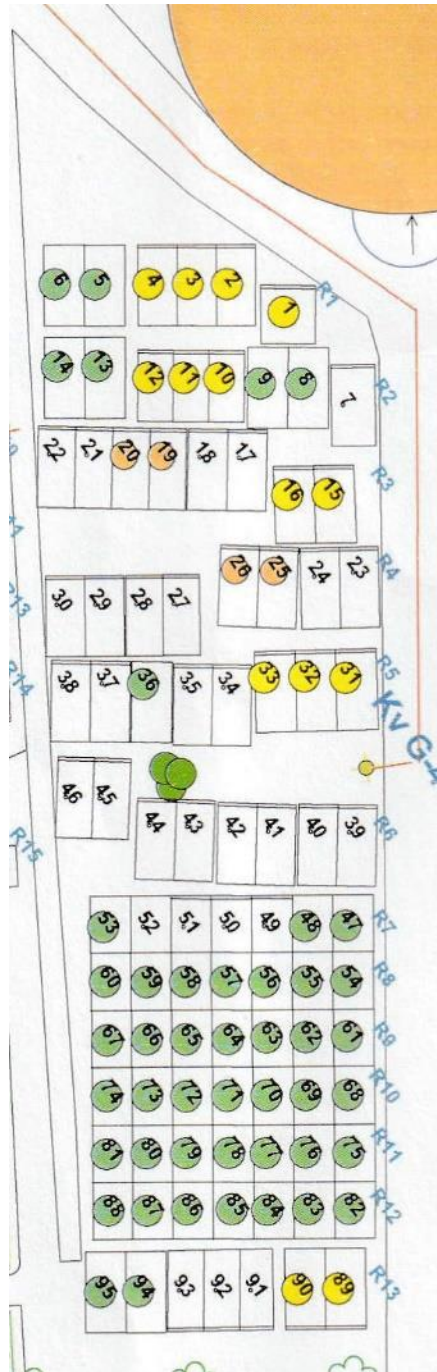 6 5 4 3 2 1 R1
14 13 12 11 10 9 8 7 R2
22 21 20 19 18 17 16 15 R3
26 25 24 23 R4
30 29 28 27
R13
38 37 36 35 34 33 32 31 R5
R14
Kv G-4
46 45 44 43 42 41 40 39 R6
R15
53 52 51 50 49 48 47 R7
60 59 58 57 56 55 54 R8
67 66 65 64 63 62 61 R9
74 73 72 71 70 69 68 R10
81 80 79 78 77 76 75 R11
88 87 86 85 84 83 82 R12
95 94 93 92 91 90 89 R13